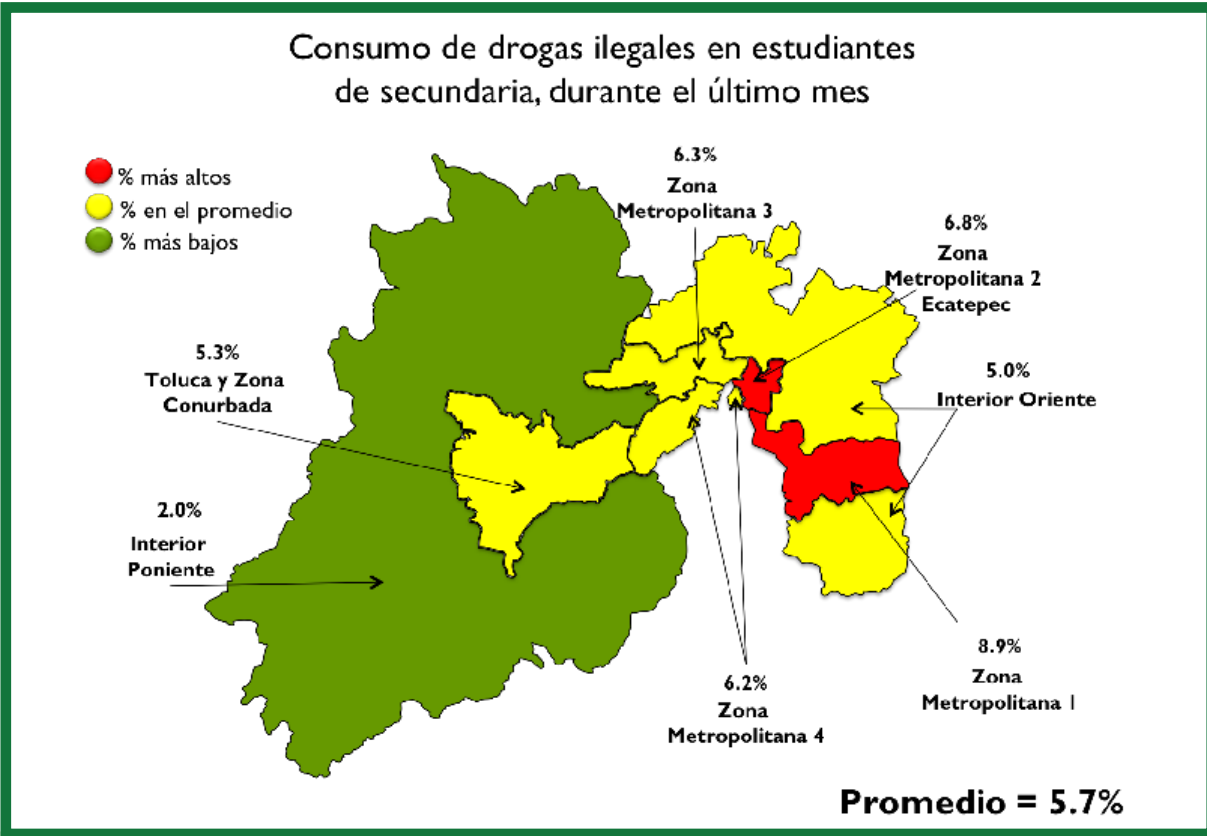 Consumo de drogas ilegales en estudiantes
de secundaria, durante el último mes
% más altos
% en el promedio
% más bajos
6.3%
Zona
Metropolitana 3
6.8%
Zona
Metropolitana 2
Ecatepec
5.3%
Toluca y Zona
Conurbada
5.0%
Interior Oriente
2.0%
Interior
Poniente
8.9%
Zona
Metropolitana 1
6.2%
Zona
Metropolitana 4
Promedio = 5.7%